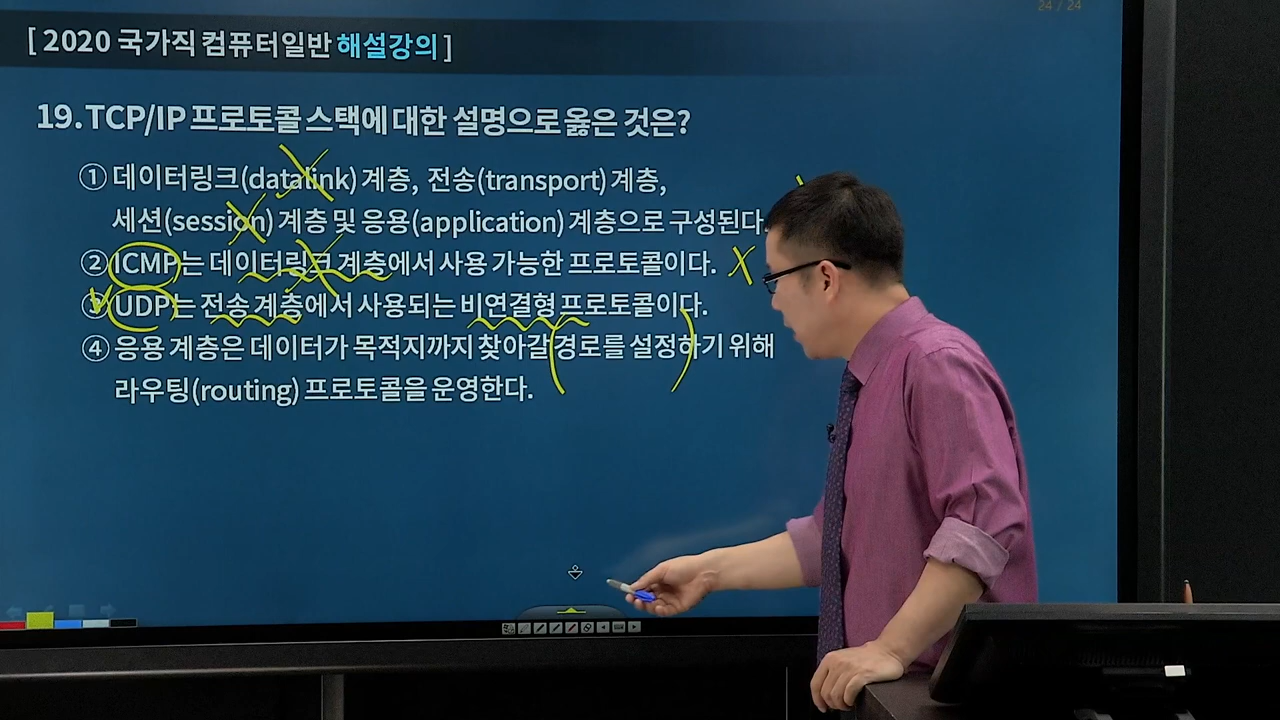 24 / 24
[ 2020 국가직 컴퓨터일반 해설강의 ]
19. TCP/IP 프로토콜 스택에 대한 설명으로 옳은 것은?
① 데이터링크(datalink) 계층, 전송(transport) 계층,
세션(session) 계층 및 응용(application) 계층으로 구성된다.
② ICMP는 데이터링크 계층에서 사용 가능한 프로토콜이다. X
③ UDP는 전송 계층에서 사용되는 비연결형 프로토콜이다.
④ 응용 계층은 데이터가 목적지까지 찾아갈 경로를 설정하기 위해
라우팅(routing) 프로토콜을 운영한다.